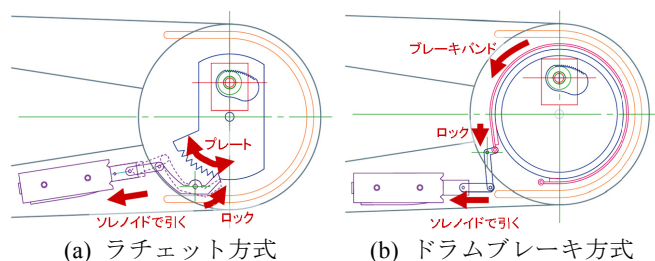 プレート
ロック
ソレノイドで引く
(a) ラチェット方式
ブレーキバンド
ロック
ソレノイドで引く
(b) ドラムブレーキ方式